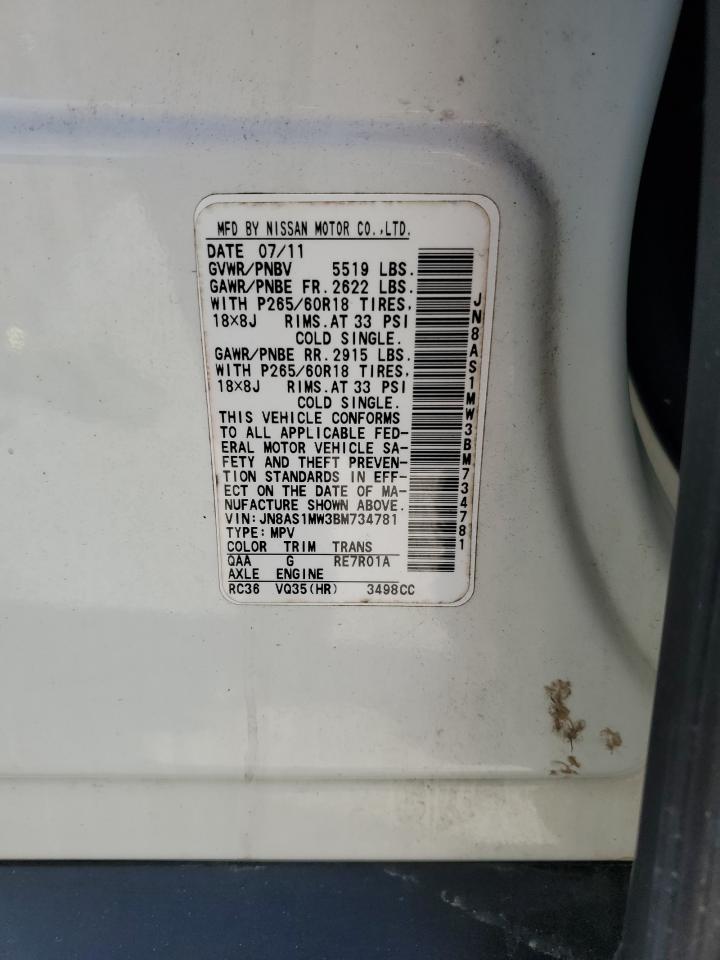 MFD BY NISSAN MOTOR CO.,LTD.
DATE 07/11
GVWR/PNBV 5519 LBS.
GAWR/PNBE FR. 2622 LBS.
WITH P265/60R18 TIRES,
18×8J RIMS. AT 33 PSI
COLD SINGLE.
GAWR/PNBE RR. 2915 LBS.
WITH P265/60R18 TIRES,
18×8J RIMS. AT 33 PSI
COLD SINGLE.
THIS VEHICLE CONFORMS
TO ALL APPLICABLE FED-
ERAL MOTOR VEHICLE SA-
FETY AND THEFT PREVEN-
TION STANDARDS IN EFF-
ECT ON THE DATE OF MA-
NUFACTURE SHOWN ABOVE.
VIN: JN8AS1MW3BM734781
TYPE: MPV
COLOR TRIM TRANS
QAA G RE7R01A
AXLE ENGINE
RC36 VQ35(HR) 3498CC
JN8AS1MW3BM734781